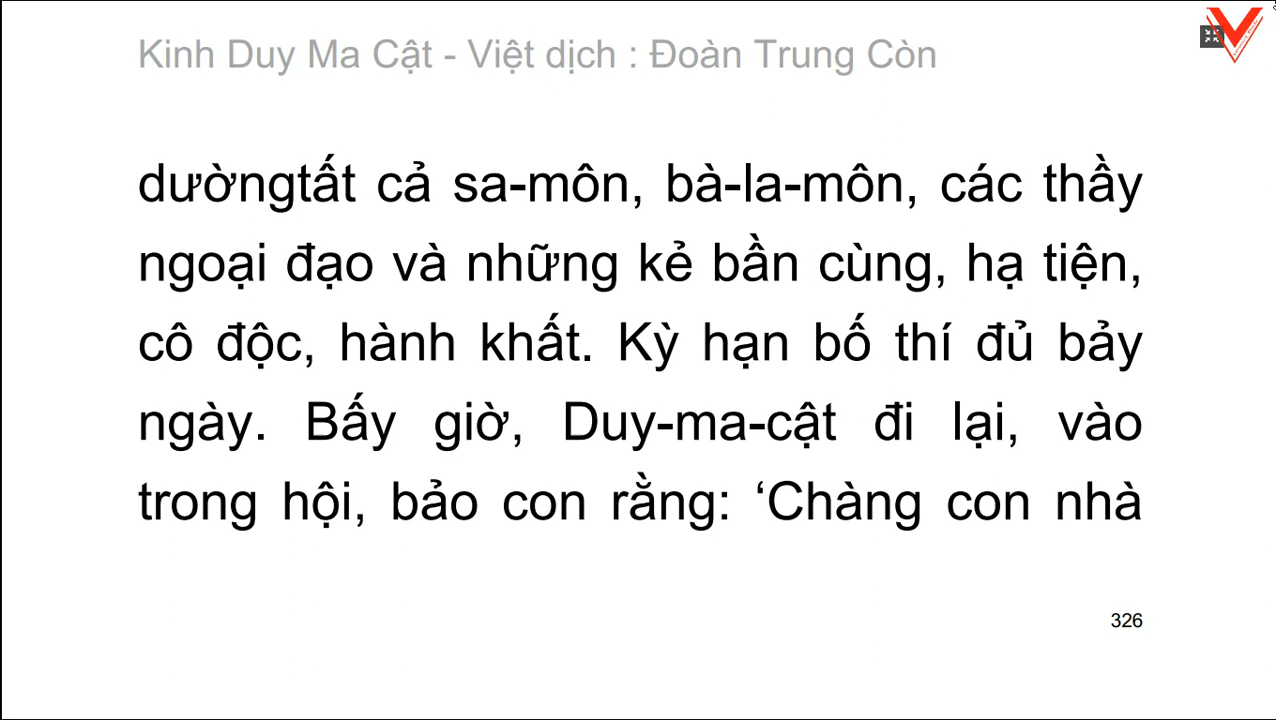 Kinh Duy Ma Cật - Việt dịch : Đoàn Trung Còn
dườngtất cả sa-môn, bà-la-môn, các thầy
ngoại đạo và những kẻ bần cùng, hạ tiện,
cô độc, hành khất. Kỳ hạn bố thí đủ bảy
ngày. Bấy giờ, Duy-ma-cật đi lại, vào
trong hội, bảo con rằng: ‘Chàng con nhà
326